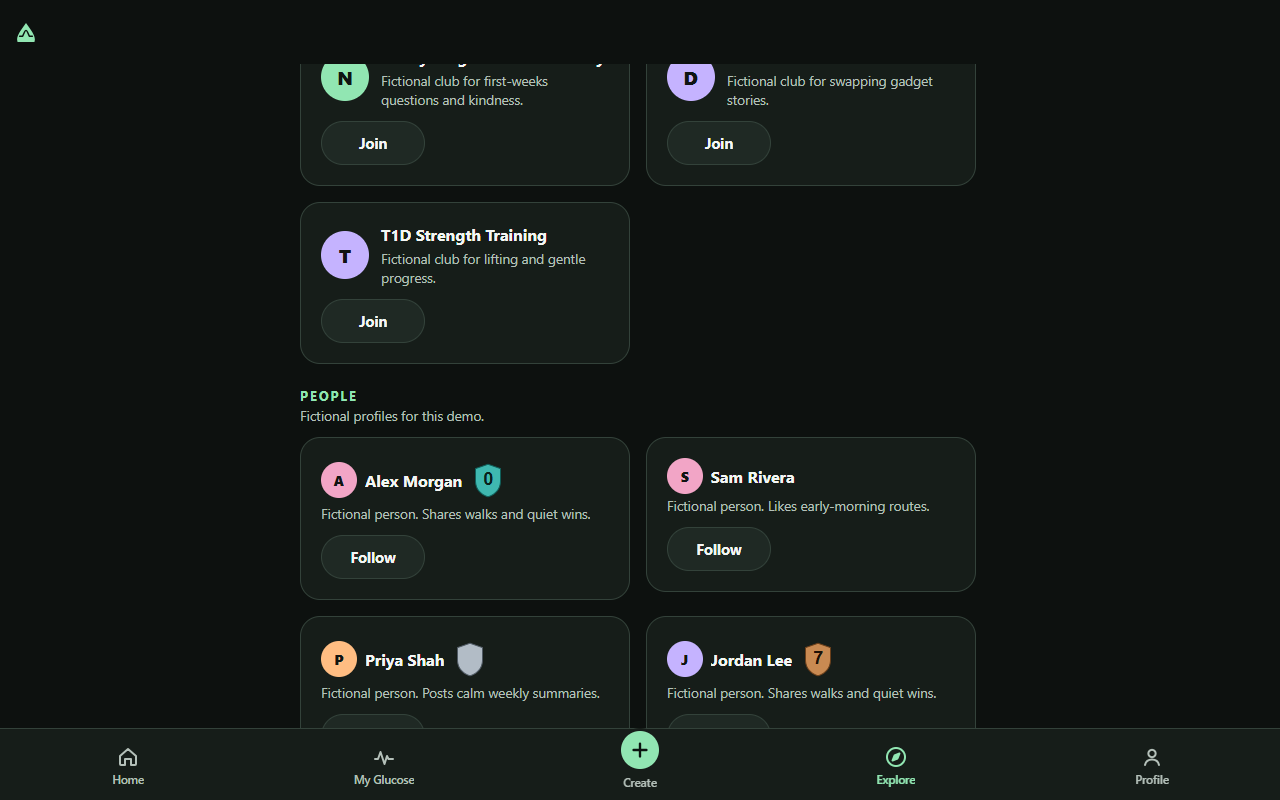 N
Fictional club for first-weeks
questions and kindness.
Join
D
Fictional club for swapping gadget
stories.
Join
T
T1D Strength Training
Fictional club for lifting and gentle
progress.
Join
PEOPLE
Fictional profiles for this demo.
A
Alex Morgan
0
Fictional person. Shares walks and quiet wins.
Follow
S
Sam Rivera
Fictional person. Likes early-morning routes.
Follow
P
Priya Shah
Fictional person. Posts calm weekly summaries.
J
Jordan Lee
7
Fictional person. Shares walks and quiet wins.
Home
My Glucose
Create
Explore
Profile